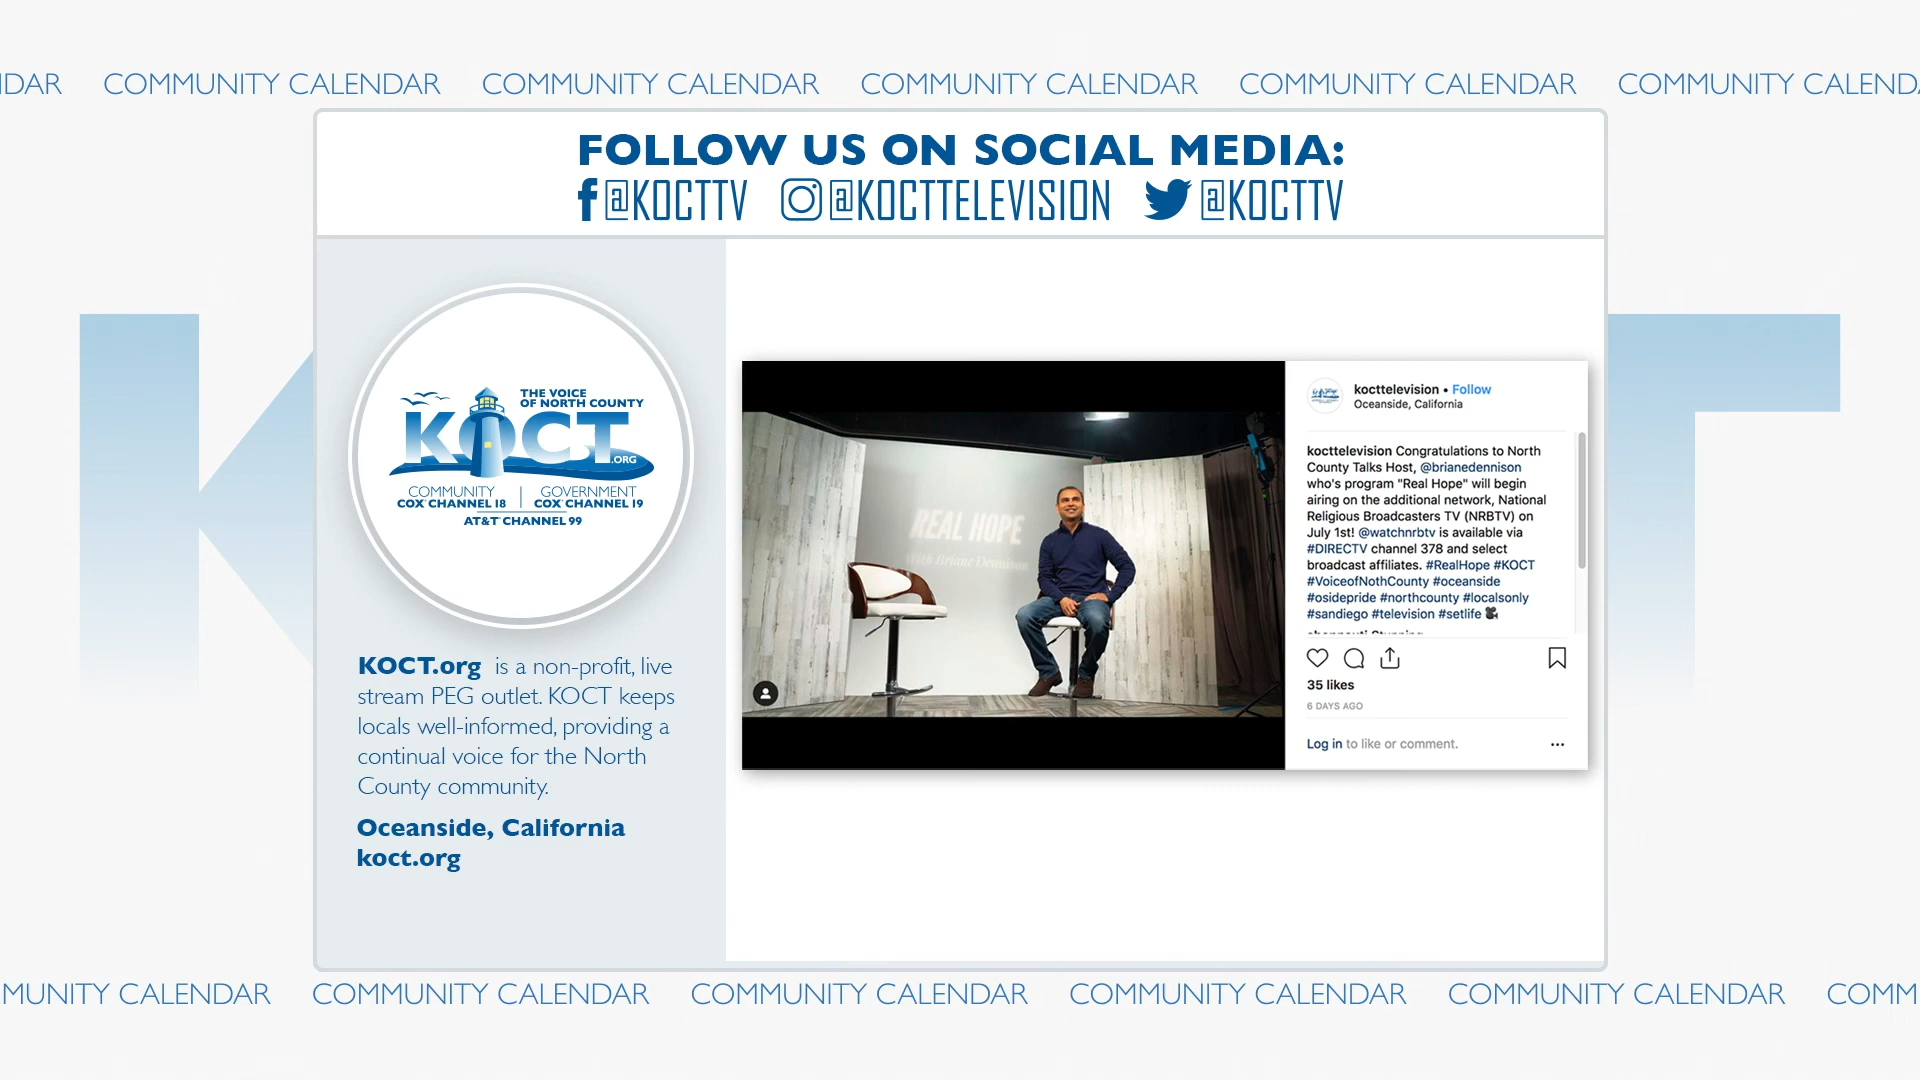 NDAR COMMUNITY CALENDAR COMMUNITY CALENDAR COMMUNITY CALENDAR COMMUNITY CALENDAR COMMUNITY CALENDA
FOLLOW US ON SOCIAL MEDIA:
@KOCTTV @KOCTTELEVISION @KOCTTV
K T
THE VOICE
OF NORTH COUNTY
KOCT
.ORG
COMMUNITY | GOVERNMENT
COX CHANNEL 18 COX CHANNEL 19
AT&T CHANNEL 99
KOCT.org is a non-profit, live
stream PEG outlet. KOCT keeps
locals well-informed, providing a
continual voice for the North
County community.
Oceanside, California
koct.org
REAL HOPE
With Briane Dennison
kocttelevision • Follow
Oceanside, California
kocttelevision Congratulations to North
County Talks Host, @brianedennison
who's program "Real Hope" will begin
airing on the additional network, National
Religious Broadcasters TV (NRBTV) on
July 1st! @watchnrbtv is available via
#DIRECTV channel 378 and select
broadcast affiliates. #RealHope #KOCT
#VoiceofNothCounty #oceanside
#osidepride #northcounty #localsonly
#sandiego #television #setlife 🎥
35 likes
6 DAYS AGO
Log in to like or comment.
MUNITY CALENDAR COMMUNITY CALENDAR COMMUNITY CALENDAR COMMUNITY CALENDAR COMMUNITY CALENDAR COMM